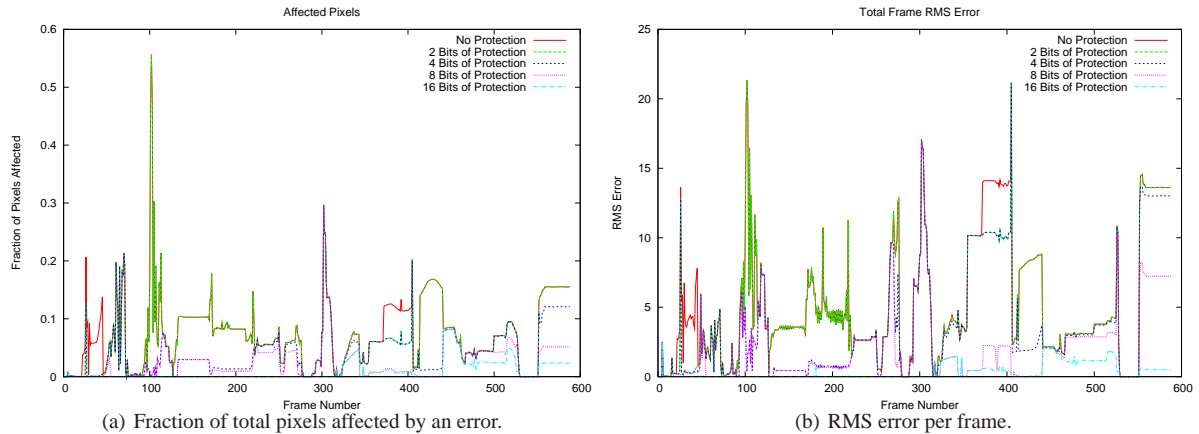 Affected Pixels
0.6
0.5
0.4
0.3
0.2
0.1
0
Fraction of Pixels Affected
No Protection
2 Bits of Protection
4 Bits of Protection
8 Bits of Protection
16 Bits of Protection
0 100 200 300 400 500 600
Frame Number
(a) Fraction of total pixels affected by an error.
Total Frame RMS Error
25
20
15
10
5
0
RMS Error
No Protection
2 Bits of Protection
4 Bits of Protection
8 Bits of Protection
16 Bits of Protection
0 100 200 300 400 500 600
Frame Number
(b) RMS error per frame.